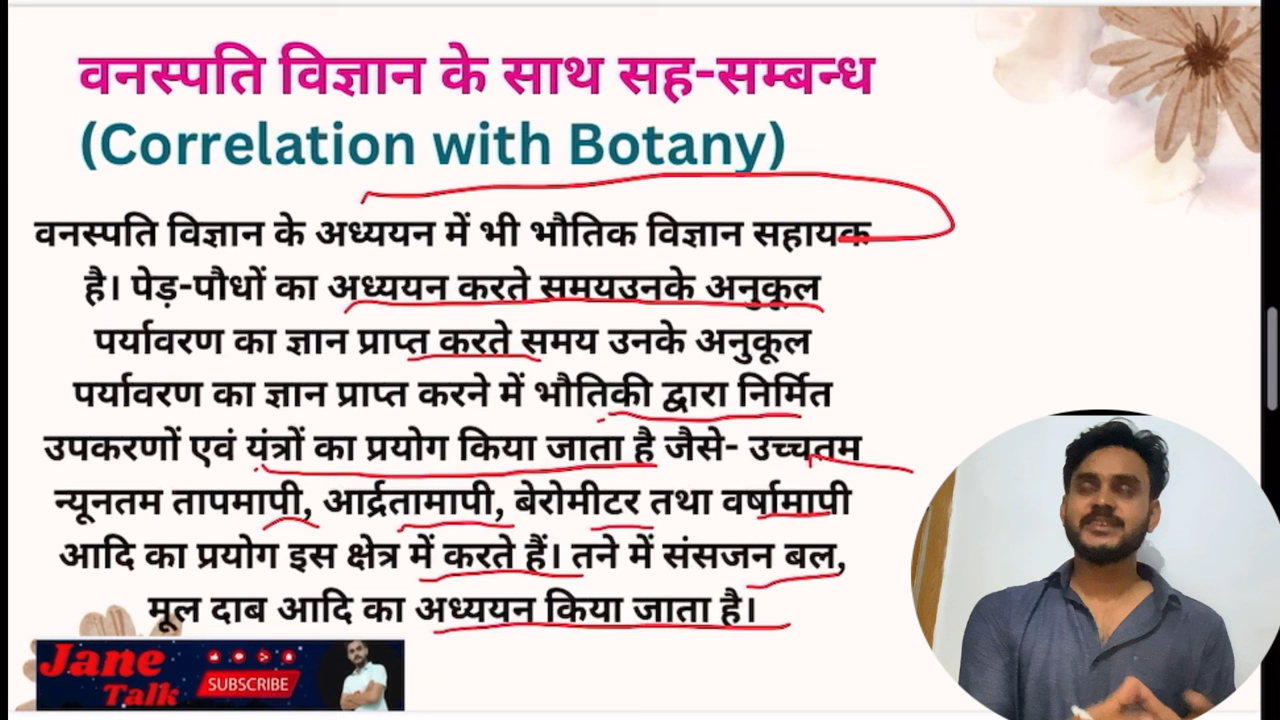 वनस्पति विज्ञान के साथ सह-सम्बन्ध
(Correlation with Botany)
वनस्पति विज्ञान के अध्ययन में भी भौतिक विज्ञान सहायक
है। पेड़-पौधों का अध्ययन करते समयउनके अनुकूल
पर्यावरण का ज्ञान प्राप्त करते समय उनके अनुकूल
पर्यावरण का ज्ञान प्राप्त करने में भौतिकी द्वारा निर्मित
उपकरणों एवं यंत्रों का प्रयोग किया जाता है जैसे- उच्चतम
न्यूनतम तापमापी, आर्द्रतामापी, बेरोमीटर तथा वर्षामापी
आदि का प्रयोग इस क्षेत्र में करते हैं। तने में संसजन बल,
मूल दाब आदि का अध्ययन किया जाता है।
Jane
Talk
SUBSCRIBE